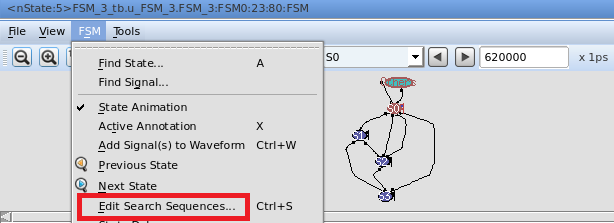 <nState:5>FSM_3_tb.u_FSM_3.FSM_3:FSM0:23:80:FSM
File View FSM Tools
S0 620000 x 1ps
Find State... A
Find Signal...
State Animation
Active Annotation X
Add Signal(s) to Waveform Ctrl+W
Previous State
Next State
Edit Search Sequences... Ctrl+S
S0
S1
S2
S3